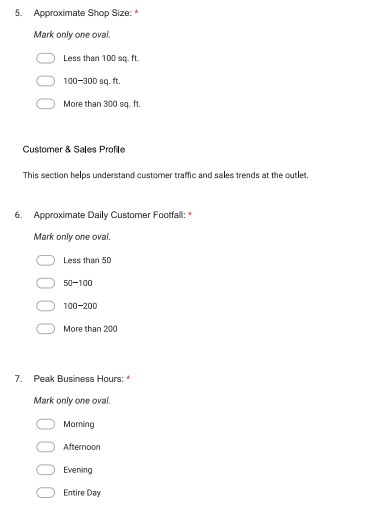 5. Approximate Shop Size: *
Mark only one oval.
Less than 100 sq. ft.
100–300 sq. ft.
More than 300 sq. ft.
Customer & Sales Profile
This section helps understand customer traffic and sales trends at the outlet.
6. Approximate Daily Customer Footfall: *
Mark only one oval.
Less than 50
50–100
100–200
More than 200
7. Peak Business Hours: *
Mark only one oval.
Morning
Afternoon
Evening
Entire Day